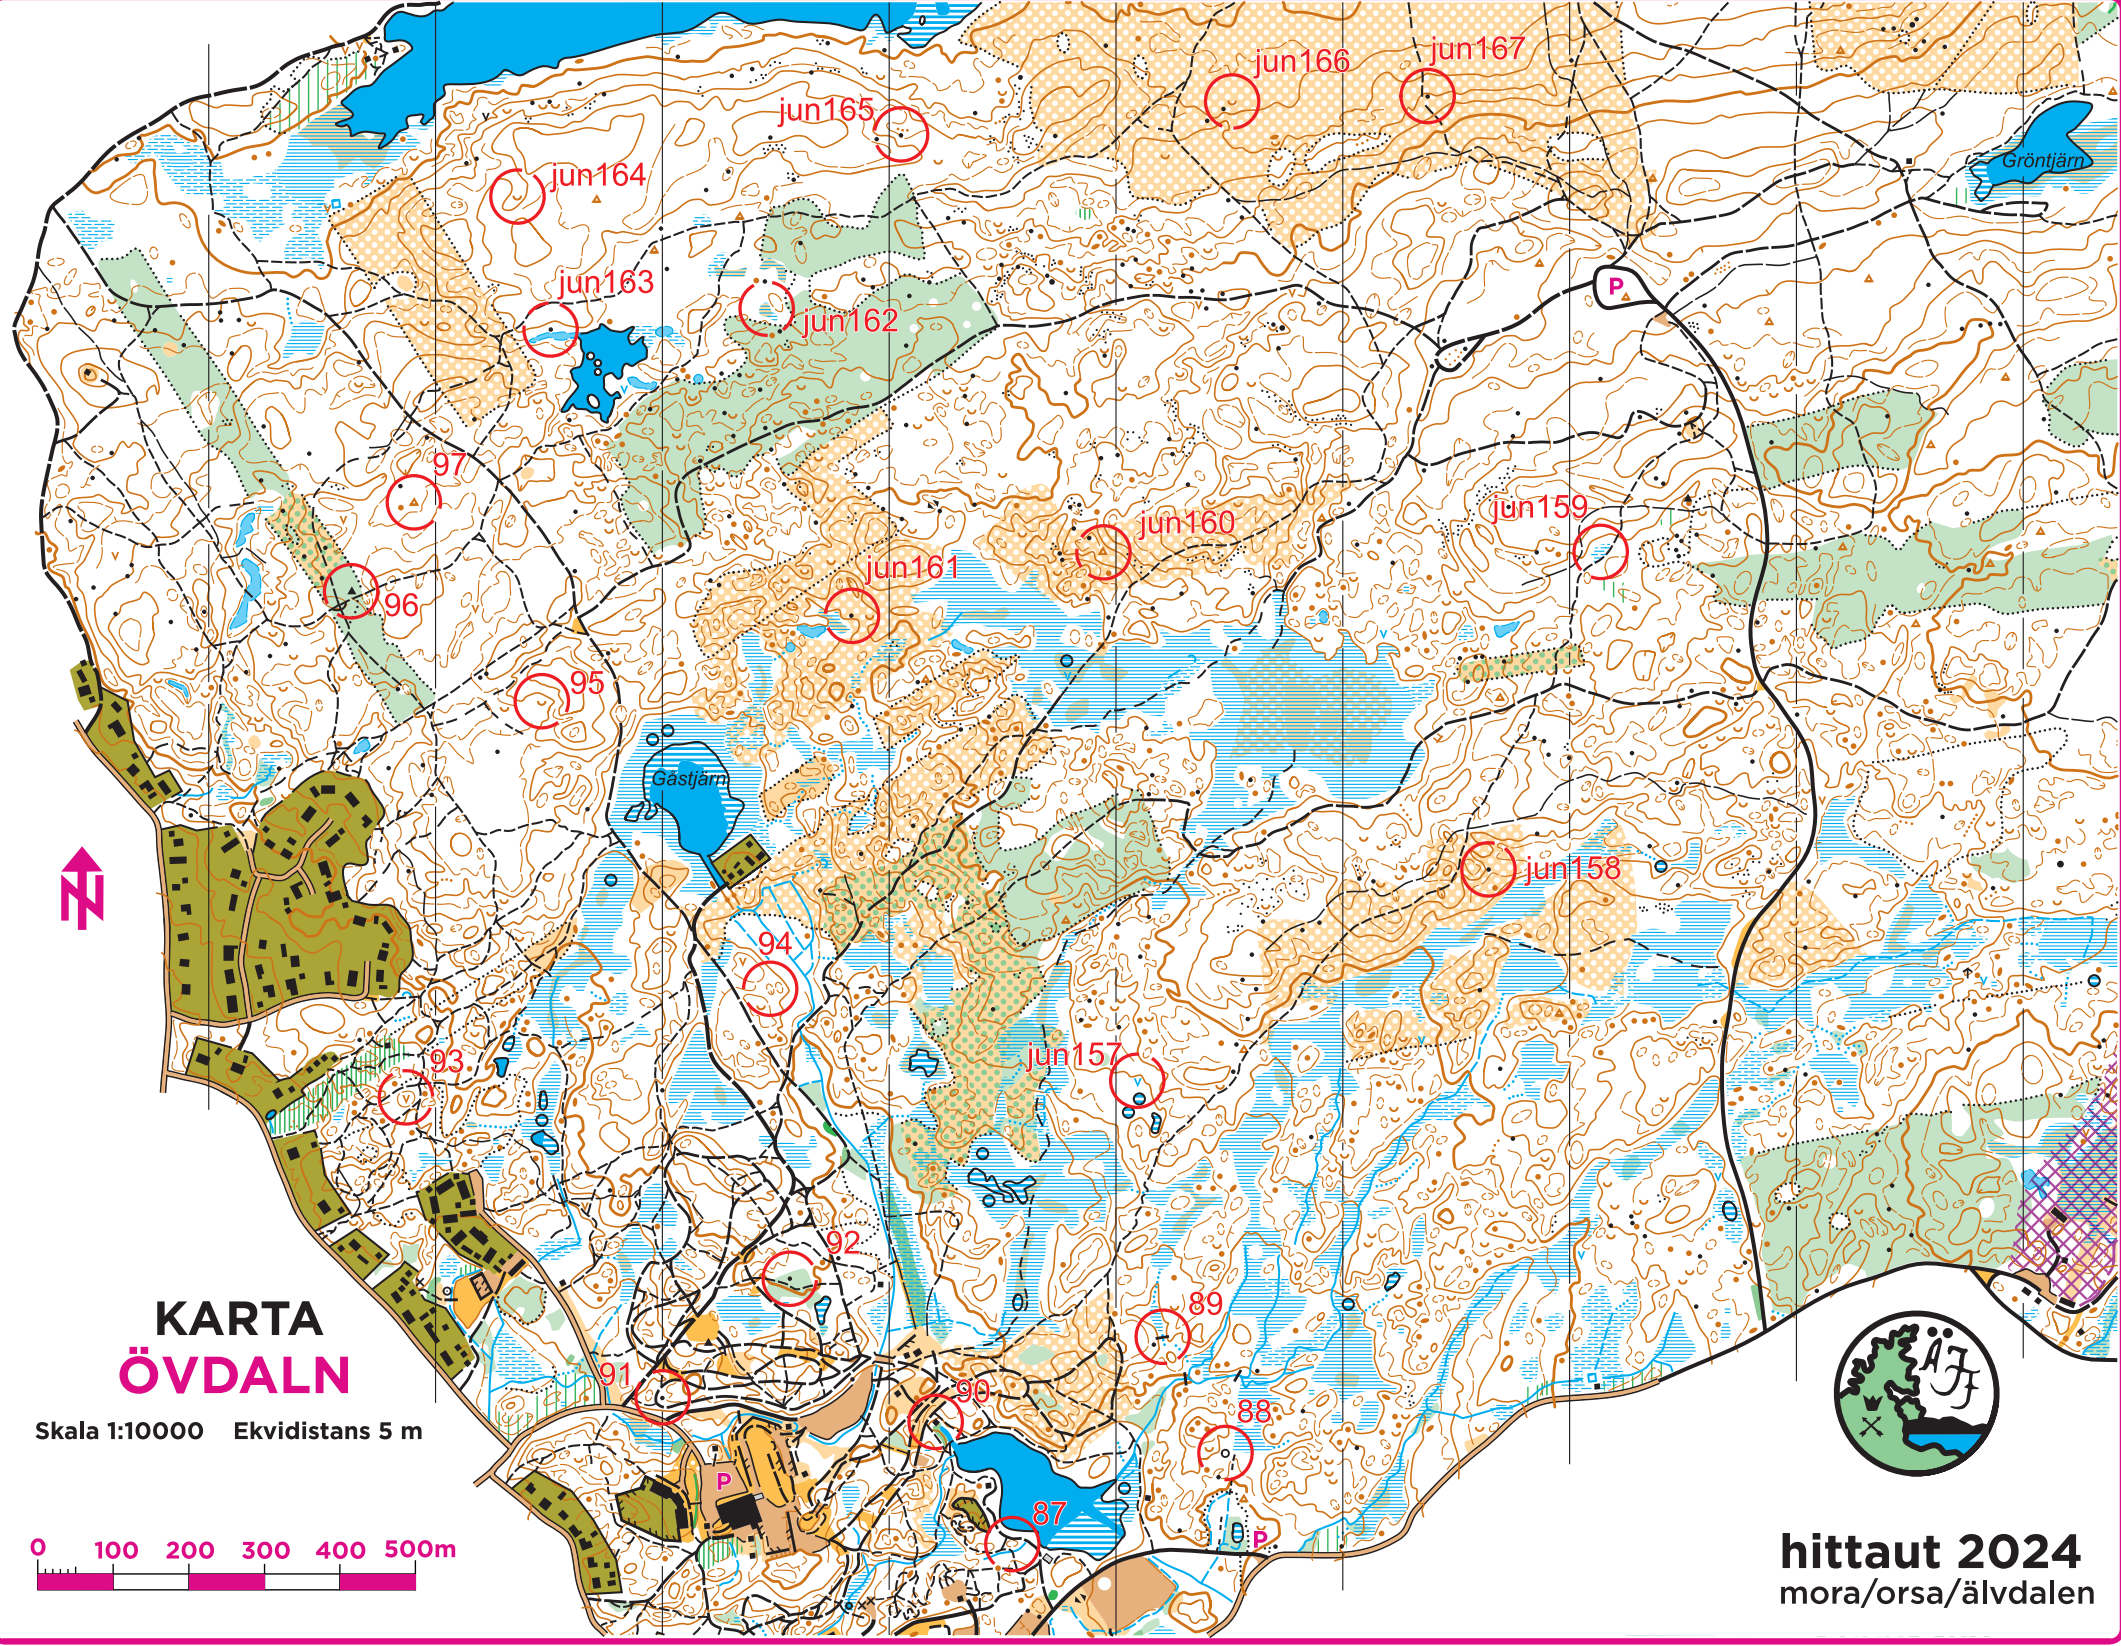 jun166
jun167
jun165
Gröntjärn
jun164
jun163
P
jun162
97
jun159
jun160
jun161
96
95
Gåstjärn
jun158
N
94
jun157
93
92
89
KARTA
ÖVDALN
91
90
88
Skala 1:10000 Ekvidistans 5 m
ÄJF
P
87
P
0 100 200 300 400 500m
hittaut 2024
mora/orsa/älvdalen